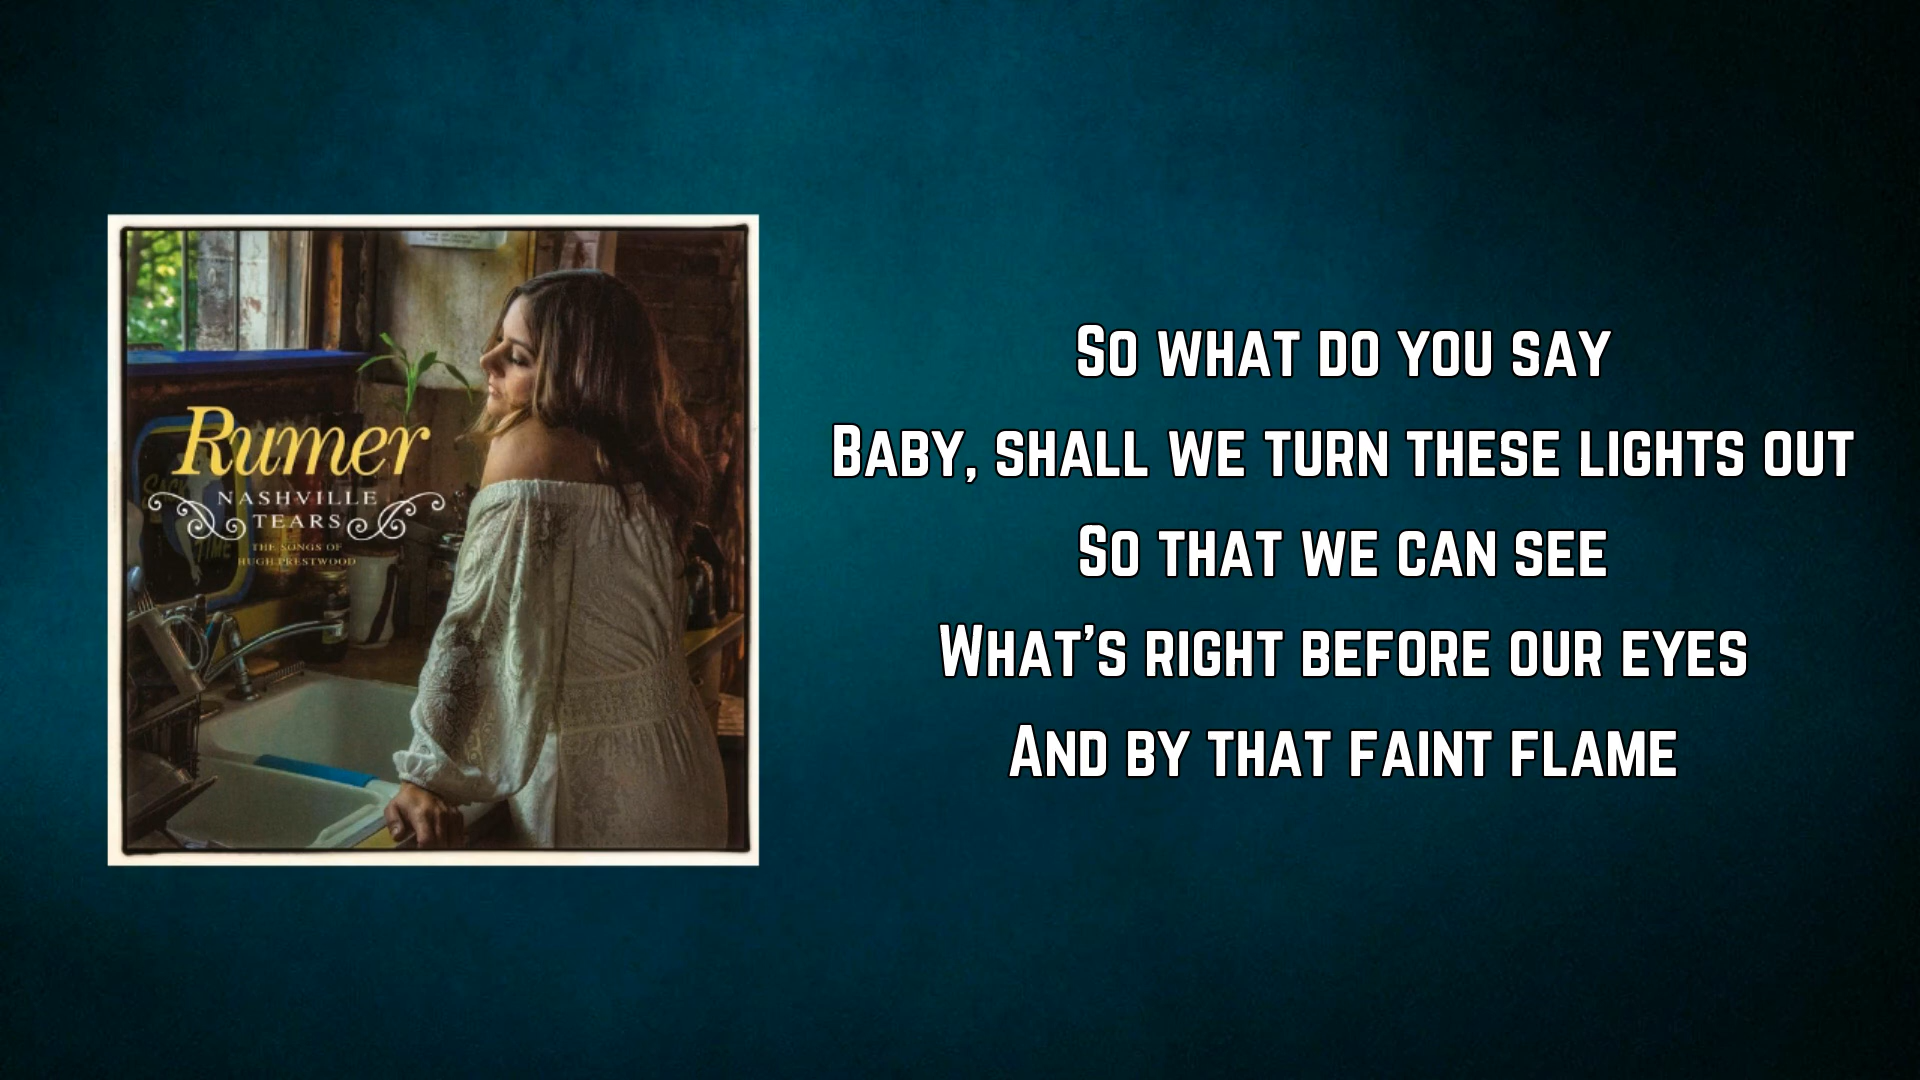 Rumer
NASHVILLE
TEARS
THE SONGS OF
HUGH PRESTWOOD
So what do you say
Baby, shall we turn these lights out
So that we can see
What's right before our eyes
And by that faint flame